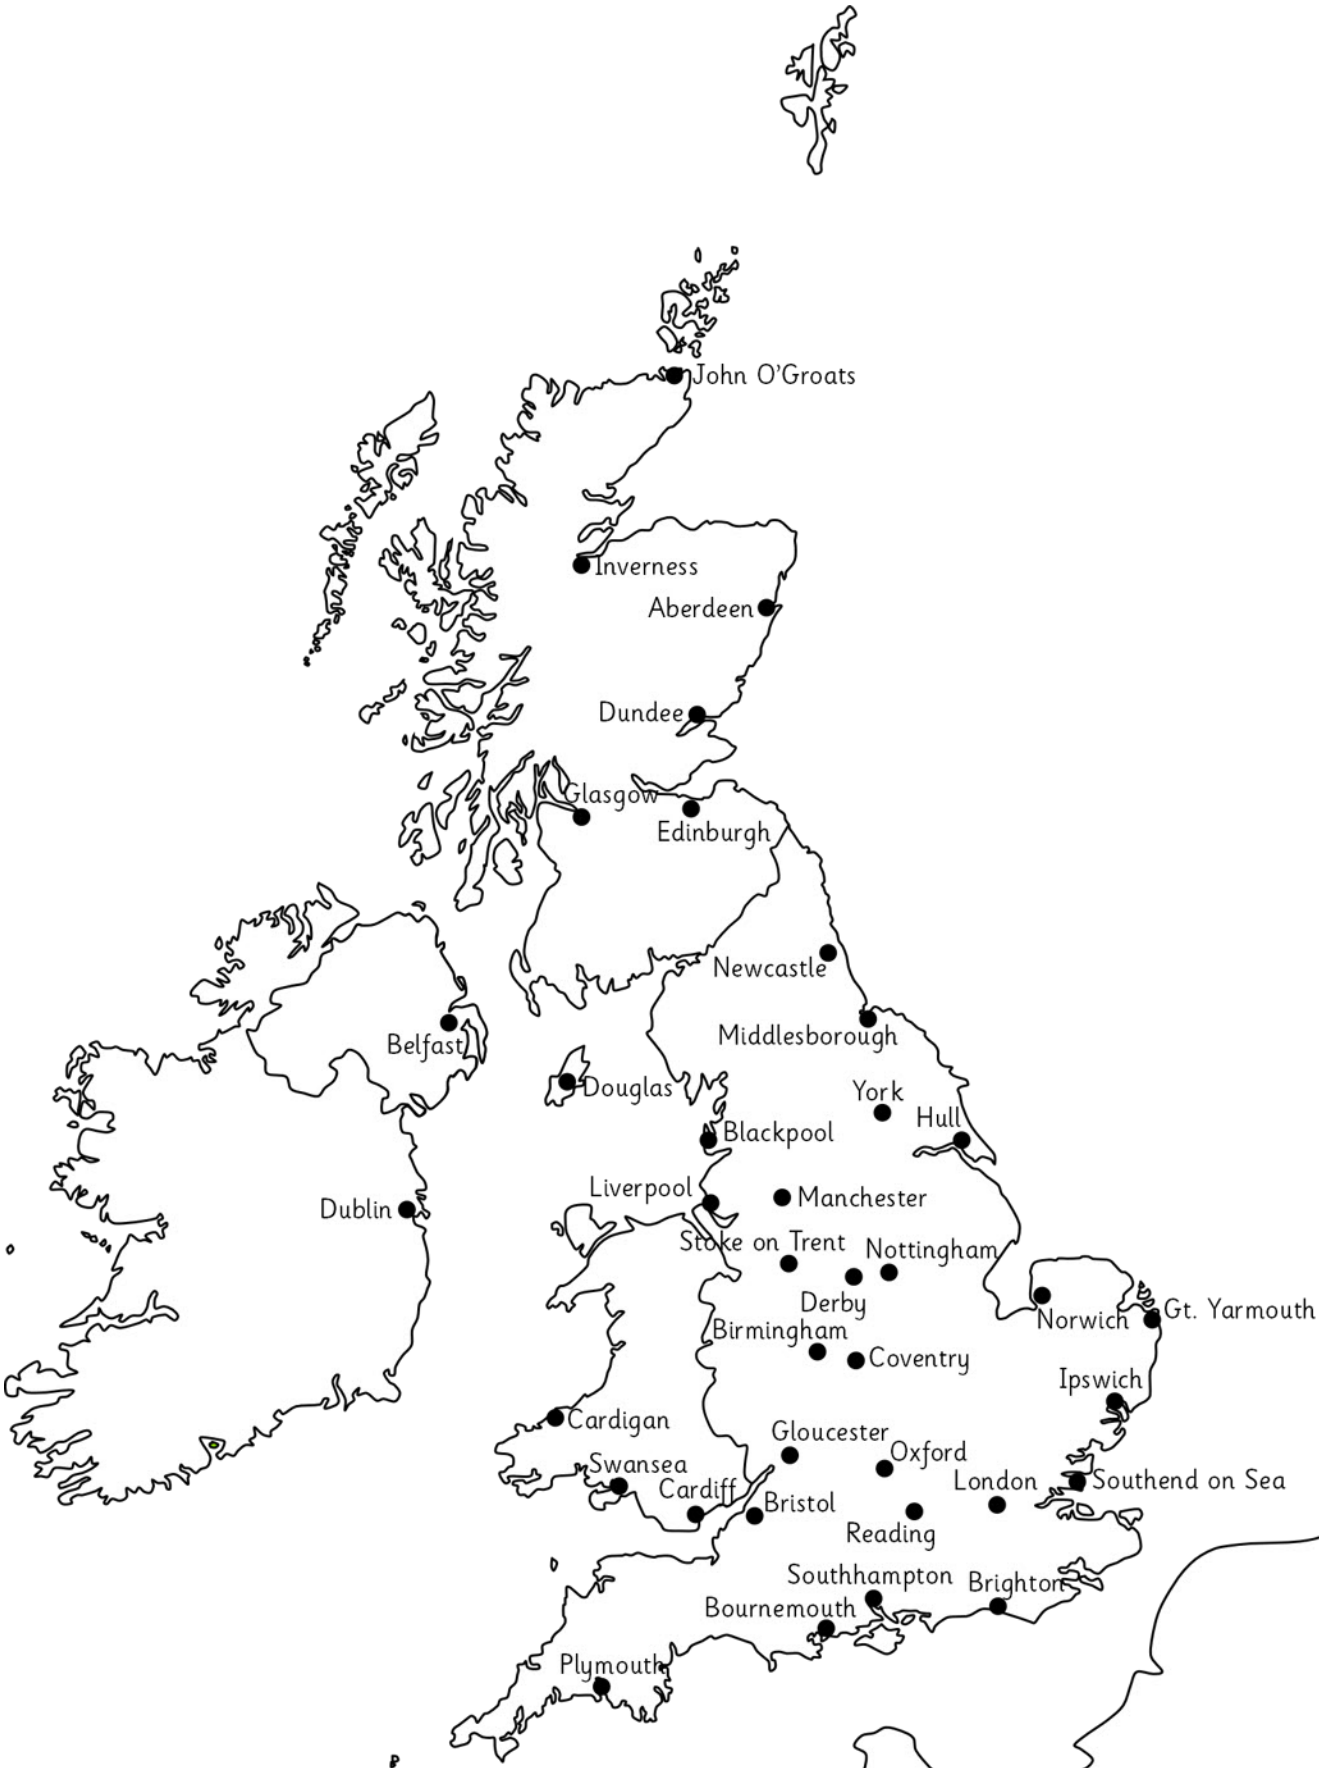 John O'Groats
Inverness
Aberdeen
Dundee
Glasgow
Edinburgh
Newcastle
Middlesborough
Belfast
Douglas
York
Hull
Blackpool
Liverpool
Manchester
Dublin
Stoke on Trent
Nottingham
Derby
Norwich
Gt. Yarmouth
Birmingham
Coventry
Ipswich
Cardigan
Gloucester
Oxford
Swansea
Cardiff
London
Southend on Sea
Bristol
Reading
Southhampton
Brighton
Bournemouth
Plymouth